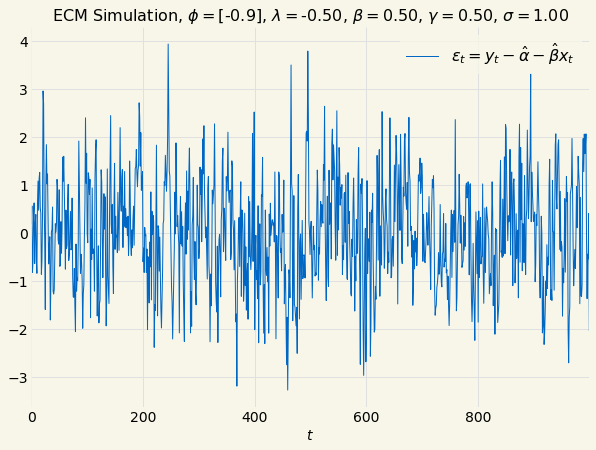 ECM Simulation, ϕ = [-0.9], λ = -0.50, β = 0.50, γ = 0.50, σ = 1.00
εₜ = yₜ − α̂ − β̂xₜ
4
3
2
1
0
−1
−2
−3
0 200 400 600 800
t